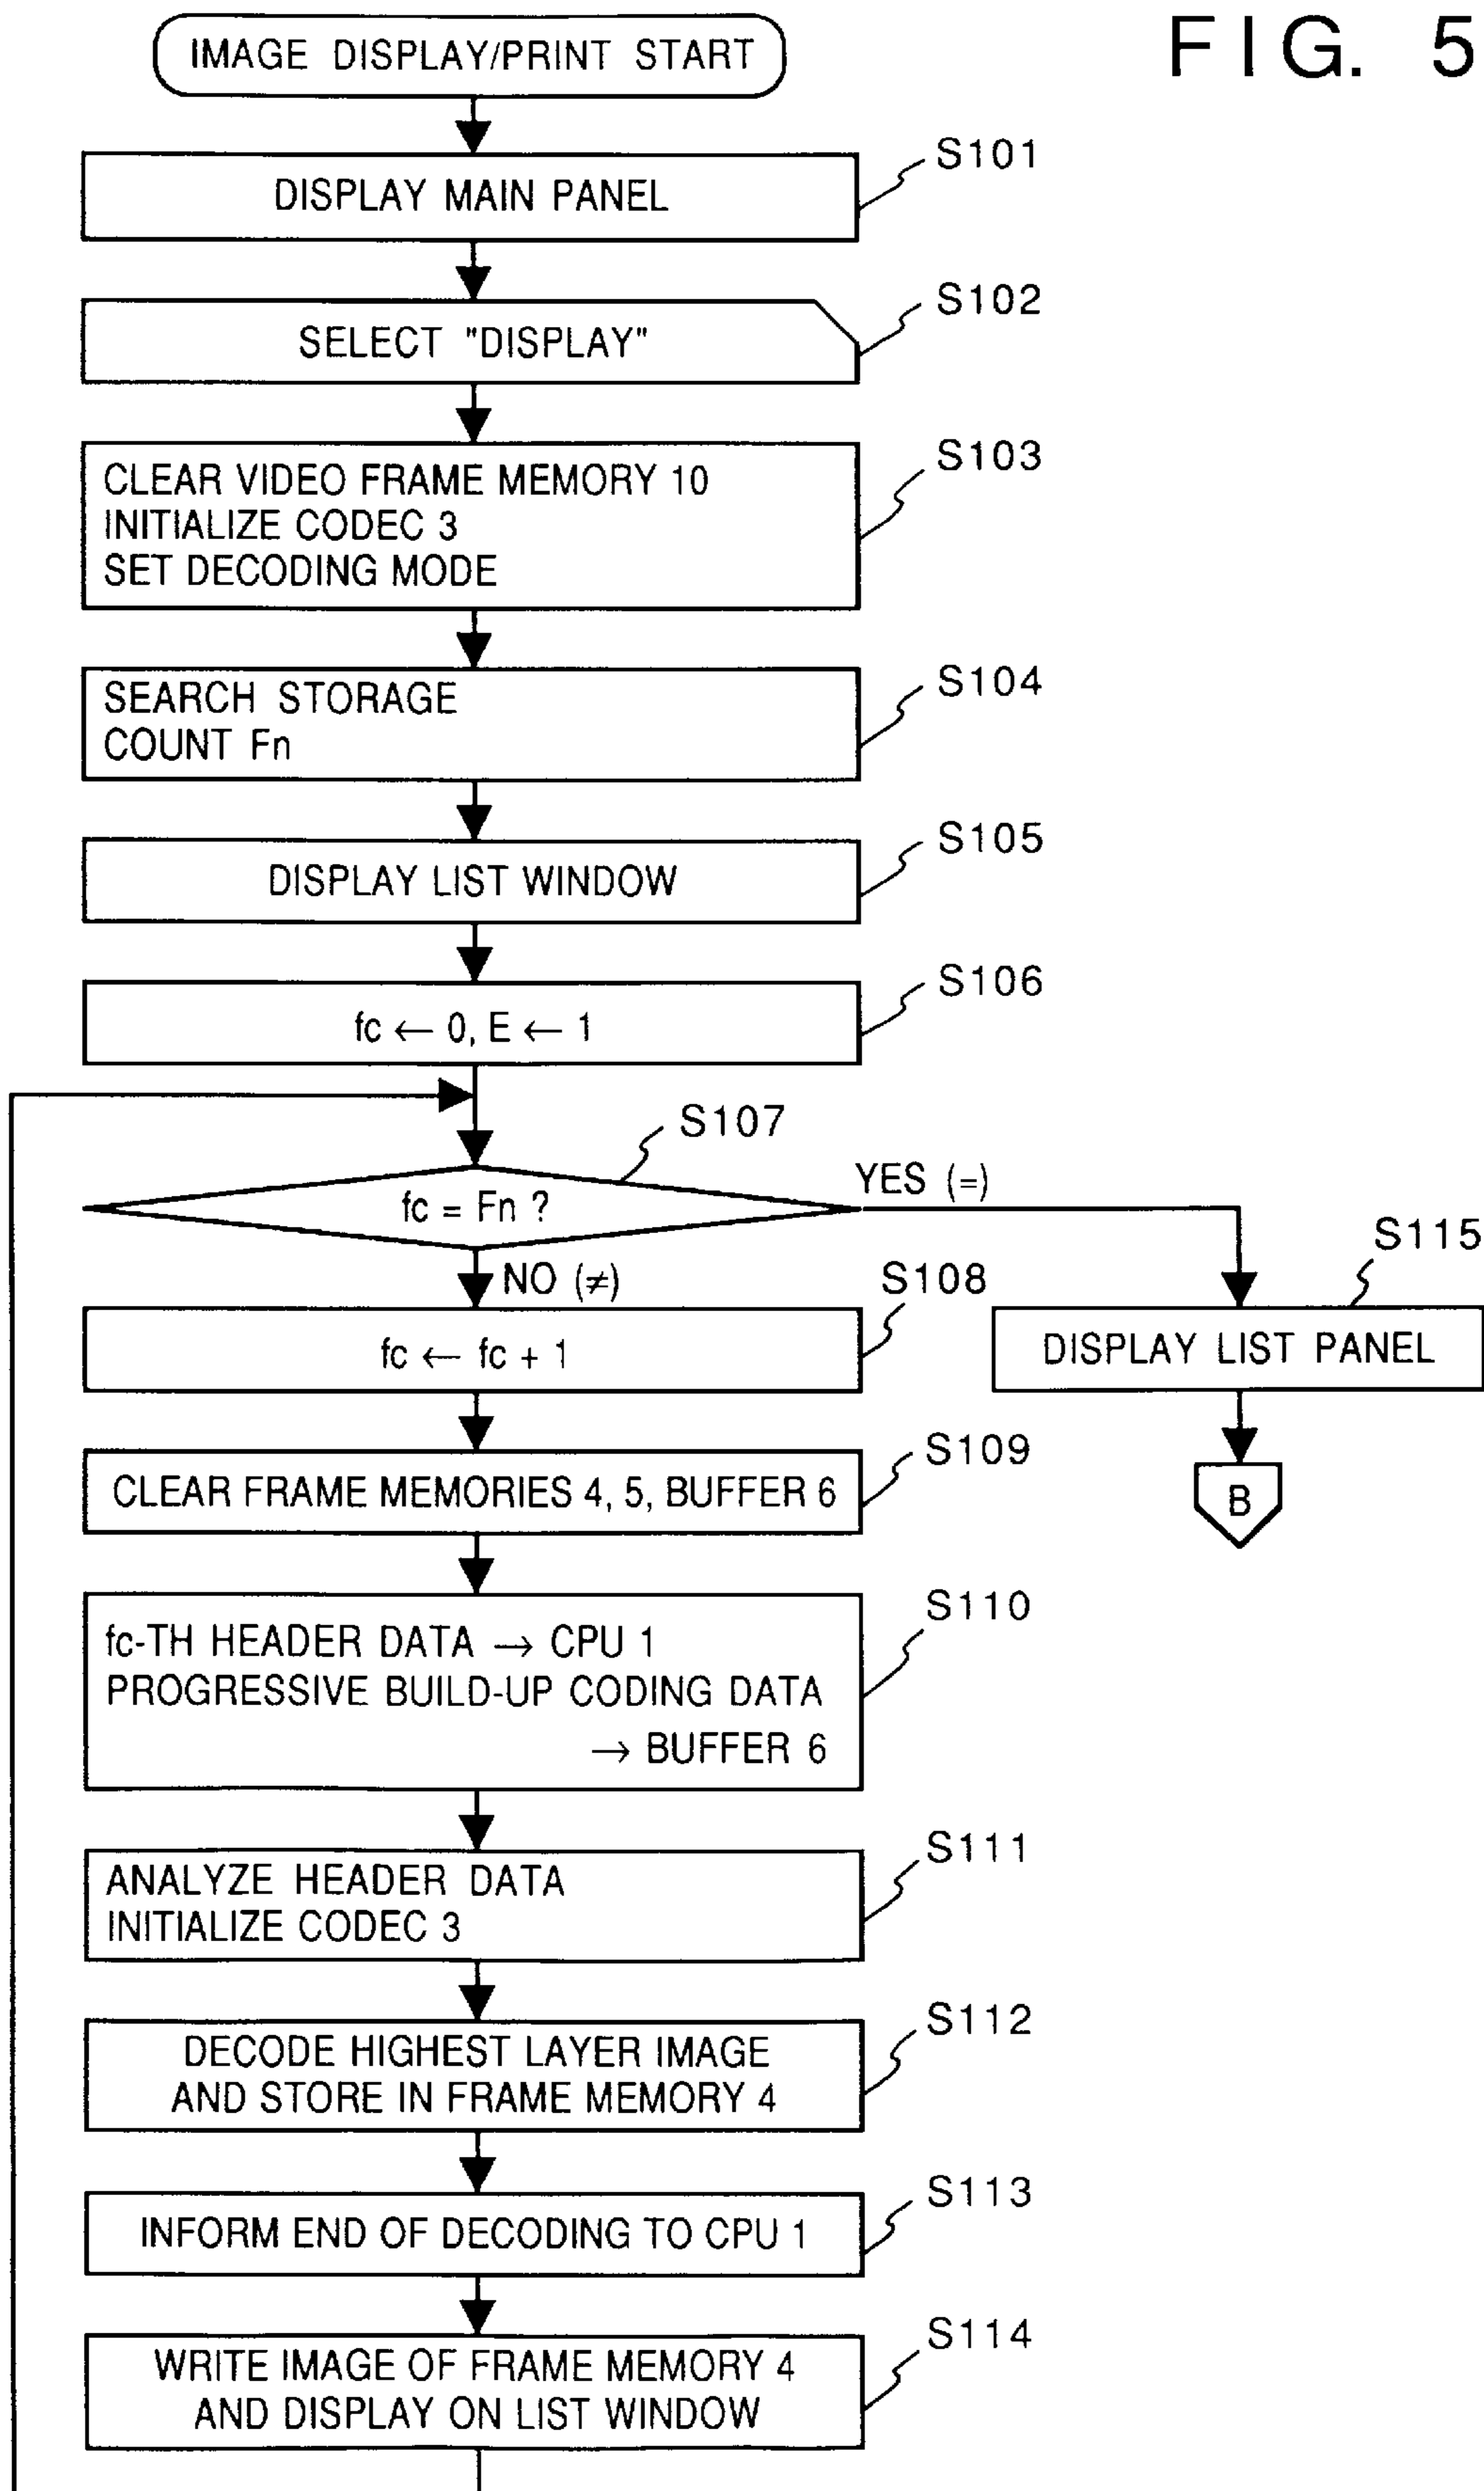 FIG. 5
IMAGE DISPLAY/PRINT START
S101
DISPLAY MAIN PANEL
S102
SELECT "DISPLAY"
S103
CLEAR VIDEO FRAME MEMORY 10
INITIALIZE CODEC 3
SET DECODING MODE
S104
SEARCH STORAGE
COUNT Fn
S105
DISPLAY LIST WINDOW
S106
fc ← 0, E ← 1
S107
fc = Fn ?
YES (=)
NO (≠)
S108
fc ← fc + 1
S115
DISPLAY LIST PANEL
B
S109
CLEAR FRAME MEMORIES 4, 5, BUFFER 6
S110
fc-TH HEADER DATA → CPU 1
PROGRESSIVE BUILD-UP CODING DATA
→ BUFFER 6
S111
ANALYZE HEADER DATA
INITIALIZE CODEC 3
S112
DECODE HIGHEST LAYER IMAGE
AND STORE IN FRAME MEMORY 4
S113
INFORM END OF DECODING TO CPU 1
S114
WRITE IMAGE OF FRAME MEMORY 4
AND DISPLAY ON LIST WINDOW